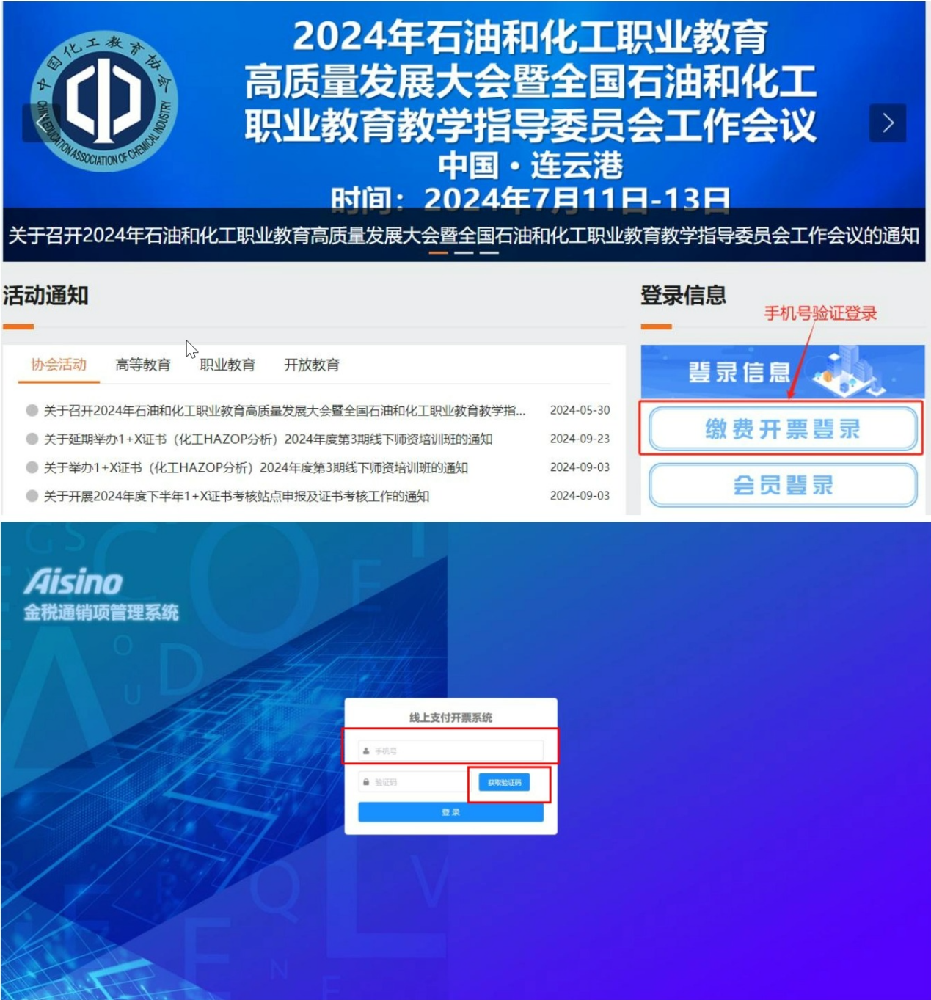 中国化工教育协会
CHINA EDUCATION ASSOCIATION OF CHEMICAL INDUSTRY
2024年石油和化工职业教育
高质量发展大会暨全国石油和化工
职业教育教学指导委员会工作会议
中国·连云港
时间：2024年7月11日-13日
关于召开2024年石油和化工职业教育高质量发展大会暨全国石油和化工职业教育教学指导委员会工作会议的通知
活动通知
登录信息
手机号验证登录
协会活动 高等教育 职业教育 开放教育
关于召开2024年石油和化工职业教育高质量发展大会暨全国石油和化工职业教育教学指... 2024-05-30
关于延期举办1+X证书（化工HAZOP分析）2024年度第3期线下师资培训班的通知 2024-09-23
关于举办1+X证书（化工HAZOP分析）2024年度第3期线下师资培训班的通知 2024-09-03
关于开展2024年度下半年1+X证书考核站点申报及证书考核工作的通知 2024-09-03
登录信息
缴费开票登录
会员登录
Aisino
金税通销项管理系统
线上支付开票系统
手机号
验证码 获取验证码
登录